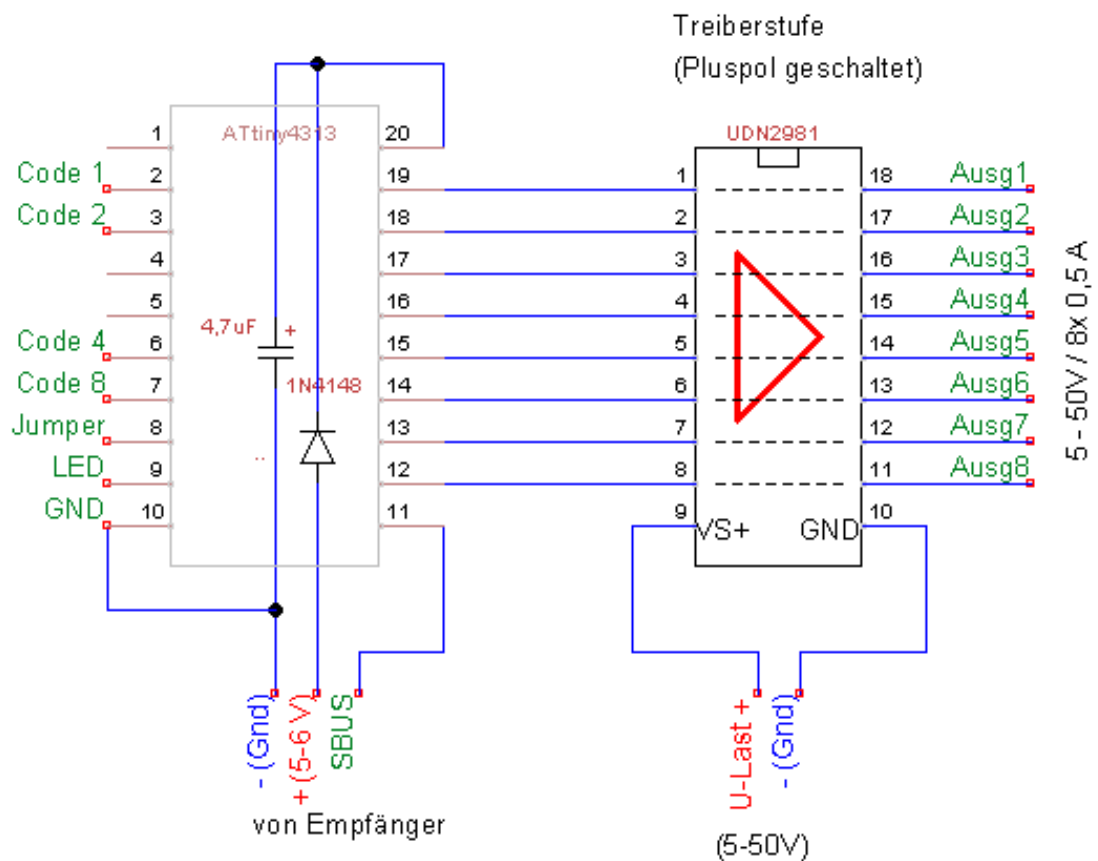 Treiberstufe
(Pluspol geschaltet)
ATtiny4313
UDN2981
1
20
Code 1
2
19
1
18
Ausg1
Code 2
3
18
2
17
Ausg2
4
17
3
16
Ausg3
5
16
4
15
Ausg4
4,7uF +
Code 4
6
15
5
14
Ausg5
Code 8
7
1N4148
14
6
13
Ausg6
Jumper
8
13
7
12
Ausg7
LED
9
12
8
11
Ausg8
GND
10
11
9
VS+
GND
10
5 - 50V / 8x 0,5 A
- (Gnd)
+ (5-6 V)
SBUS
von Empfänger
U-Last +
- (Gnd)
(5-50V)